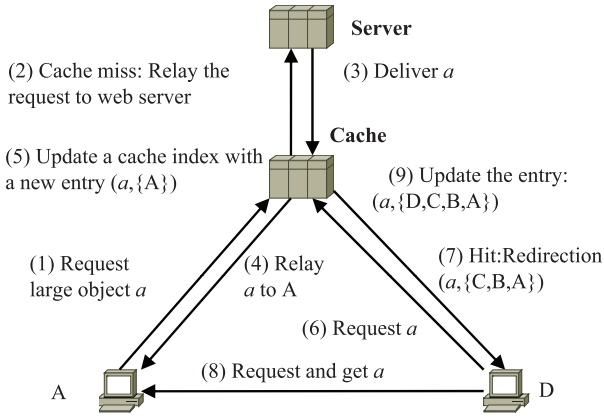 Server
(2) Cache miss: Relay the
request to web server
(3) Deliver a
Cache
(5) Update a cache index with
a new entry (a,{A})
(9) Update the entry:
(a,{D,C,B,A})
(1) Request
large object a
(4) Relay
a to A
(7) Hit:Redirection
(a,{C,B,A})
(6) Request a
(8) Request and get a
A
D